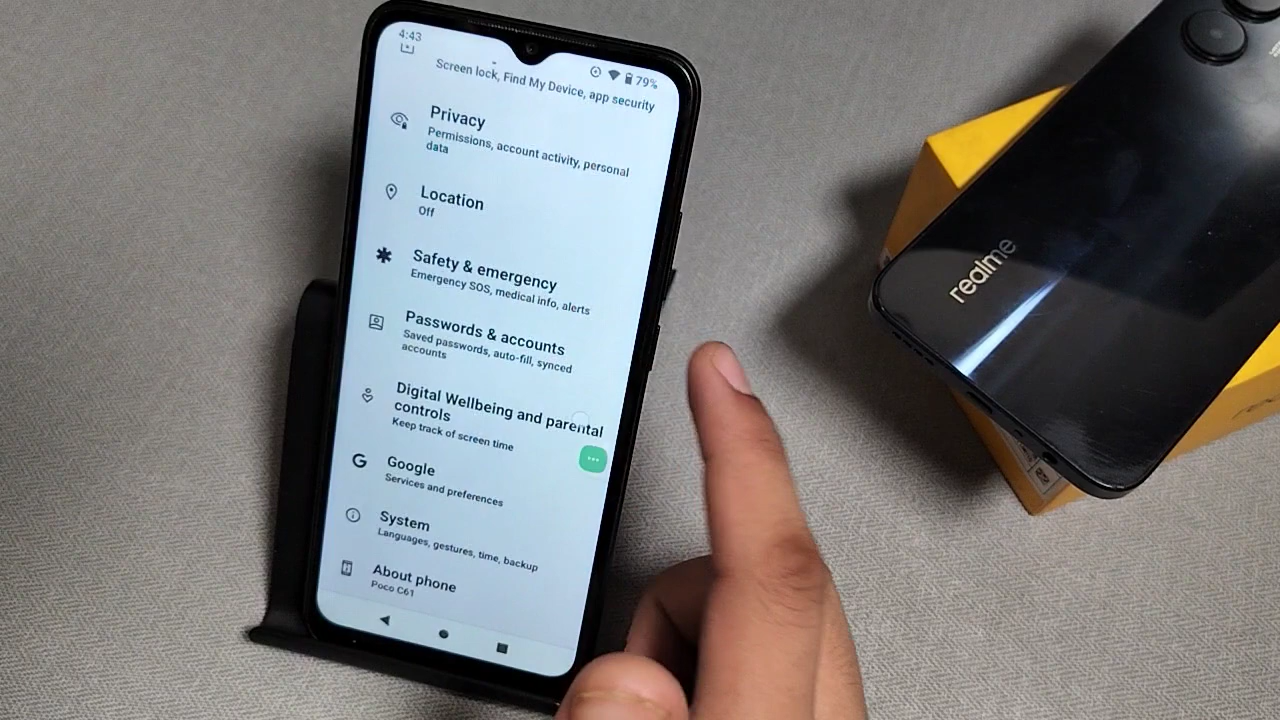 4:43
79%
Screen lock, Find My Device, app security
Privacy
Permissions, account activity, personal
data
Location
Off
Safety & emergency
Emergency SOS, medical info, alerts
Passwords & accounts
Saved passwords, auto-fill, synced
accounts
Digital Wellbeing and parental
controls
Keep track of screen time
Google
Services and preferences
System
Languages, gestures, time, backup
About phone
Poco C61
realme